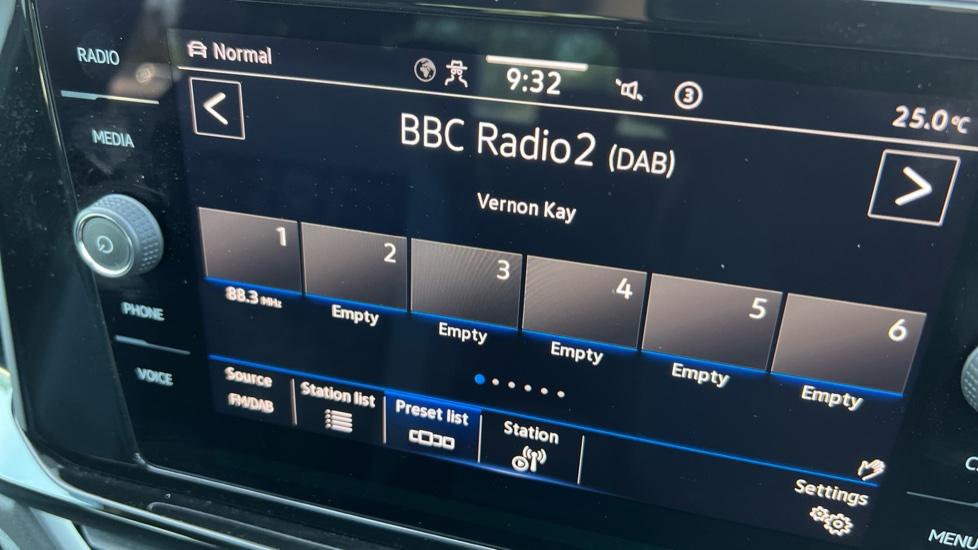 RADIO
MEDIA
PHONE
VOICE
Normal
9:32
3
25.0°C
<
BBC Radio2 (DAB)
>
Vernon Kay
1 2 3 4 5 6
88.3 MHz Empty Empty Empty Empty Empty
Source
FM/DAB
Station list
Preset list
Station
Settings
MENU